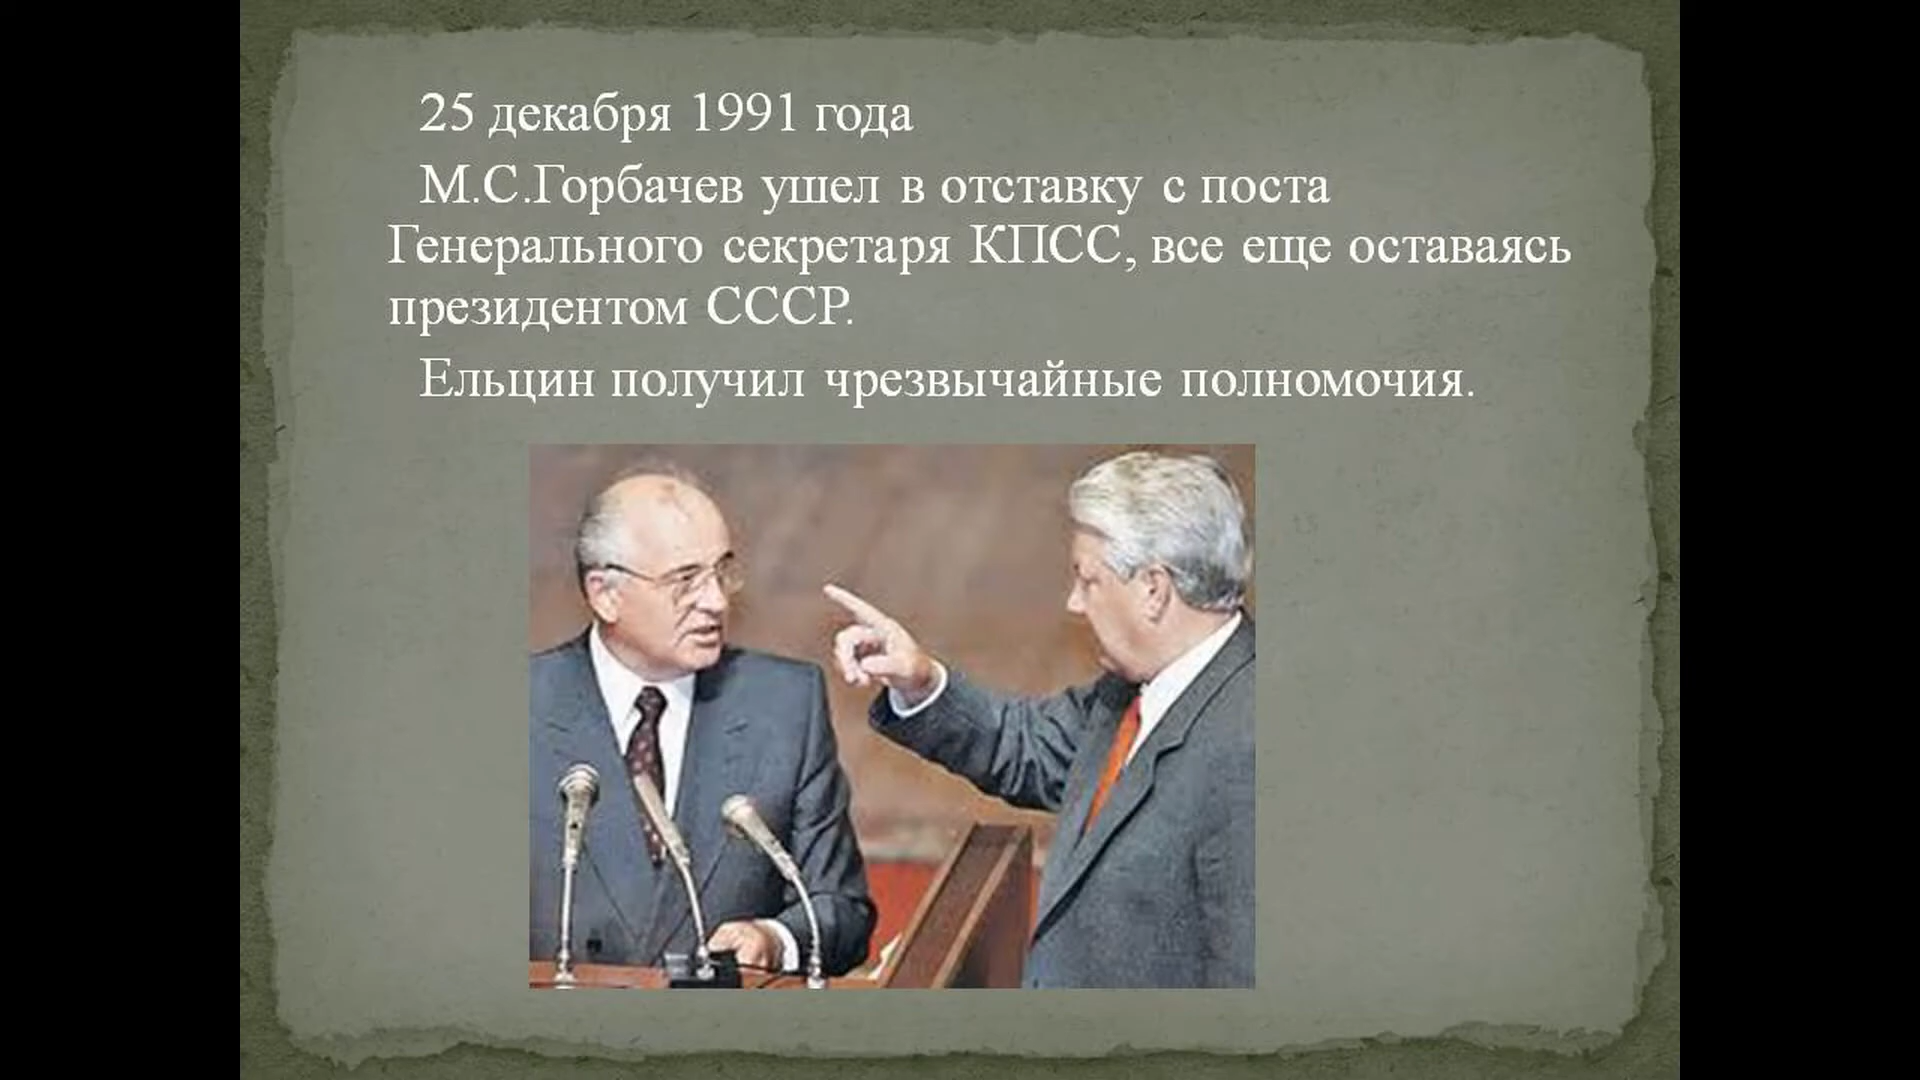 25 декабря 1991 года
М.С.Горбачев ушел в отставку с поста
Генерального секретаря КПСС, все еще оставаясь
президентом СССР.
Ельцин получил чрезвычайные полномочия.